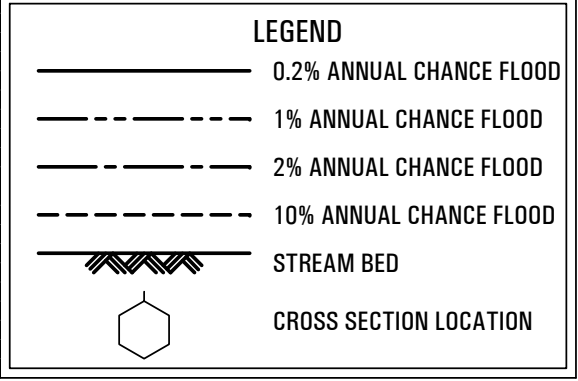 LEGEND
0.2% ANNUAL CHANCE FLOOD
1% ANNUAL CHANCE FLOOD
2% ANNUAL CHANCE FLOOD
10% ANNUAL CHANCE FLOOD
STREAM BED
CROSS SECTION LOCATION